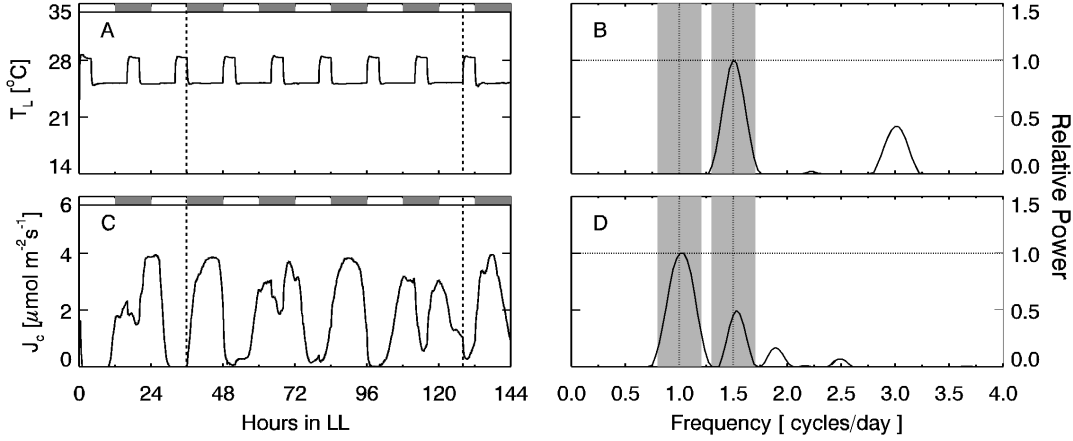 35 28 21 14
T_L [°C]
A
B
1.5 1.0 0.5 0.0
6 4 2 0
J_c [μmol m⁻²s⁻¹]
C
D
1.5 1.0 0.5 0.0
Relative Power
0 24 48 72 96 120 144
Hours in LL
0.0 0.5 1.0 1.5 2.0 2.5 3.0 3.5 4.0
Frequency [ cycles/day ]